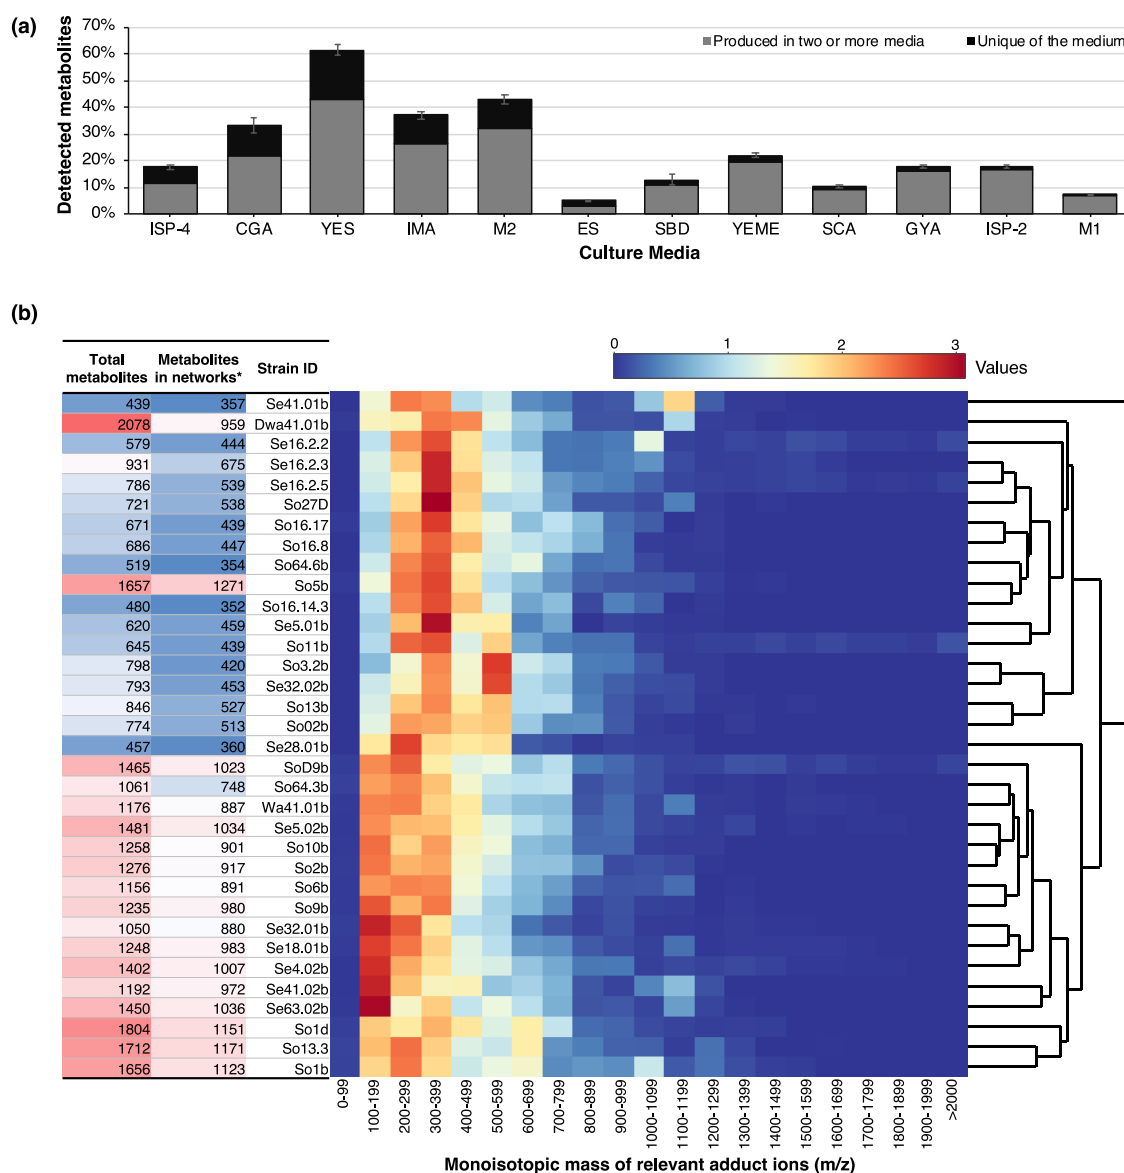 (a)
70%
60%
50%
40%
30%
20%
10%
0%
Detetected metabolites
Produced in two or more media
Unique of the medium
ISP-4 CGA YES IMA M2 ES SBD YEME SCA GYA ISP-2 M1
Culture Media
(b)
Total metabolites
Metabolites in networks*
Strain ID
0 1 2 3
Values
439 357 Se41.01b
2078 959 Dwa41.01b
579 444 Se16.2.2
931 675 Se16.2.3
786 539 Se16.2.5
721 538 So27D
671 439 So16.17
686 447 So16.8
519 354 So64.6b
1657 1271 So5b
480 352 So16.14.3
620 459 Se5.01b
645 439 So11b
798 420 So3.2b
793 453 Se32.02b
846 527 So13b
774 513 So02b
457 360 Se28.01b
1465 1023 SoD9b
1061 748 So64.3b
1176 887 Wa41.01b
1481 1034 Se5.02b
1258 901 So10b
1276 917 So2b
1156 891 So6b
1235 980 So9b
1050 880 Se32.01b
1248 983 Se18.01b
1402 1007 Se4.02b
1192 972 Se41.02b
1450 1036 Se63.02b
1804 1151 So1d
1712 1171 So13.3
1656 1123 So1b
0-99
100-199
200-299
300-399
400-499
500-599
600-699
700-799
800-899
900-999
1000-1099
1100-1199
1200-1299
1300-1399
1400-1499
1500-1599
1600-1699
1700-1799
1800-1899
1900-1999
>2000
Monoisotopic mass of relevant adduct ions (m/z)